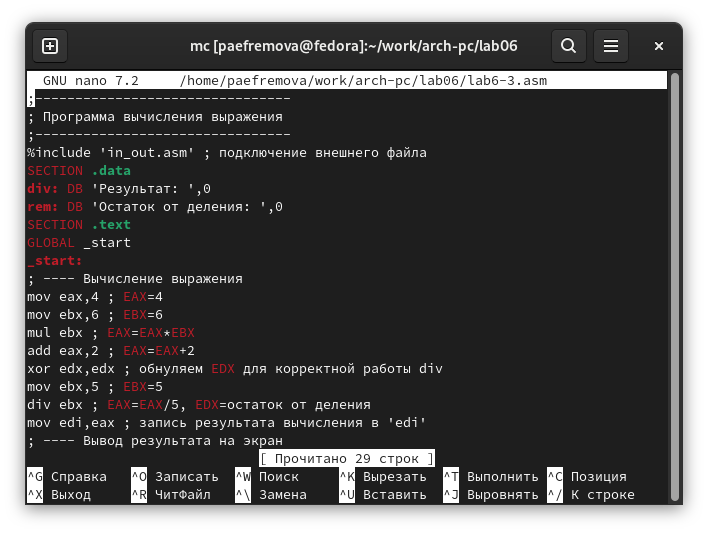 mc [paefremova@fedora]:~/work/arch-pc/lab06
GNU nano 7.2 /home/paefremova/work/arch-pc/lab06/lab6-3.asm
;--------------------------------
; Программа вычисления выражения
;--------------------------------
%include 'in_out.asm' ; подключение внешнего файла
SECTION .data
div: DB 'Результат: ',0
rem: DB 'Остаток от деления: ',0
SECTION .text
GLOBAL _start
_start:
; ---- Вычисление выражения
mov eax,4 ; EAX=4
mov ebx,6 ; EBX=6
mul ebx ; EAX=EAX*EBX
add eax,2 ; EAX=EAX+2
xor edx,edx ; обнуляем EDX для корректной работы div
mov ebx,5 ; EBX=5
div ebx ; EAX=EAX/5, EDX=остаток от деления
mov edi,eax ; запись результата вычисления в 'edi'
; ---- Вывод результата на экран
[ Прочитано 29 строк ]
^G Справка ^O Записать ^W Поиск ^K Вырезать ^T Выполнить ^C Позиция
^X Выход ^R ЧитФайл ^\ Замена ^U Вставить ^J Выровнять ^/ К строке